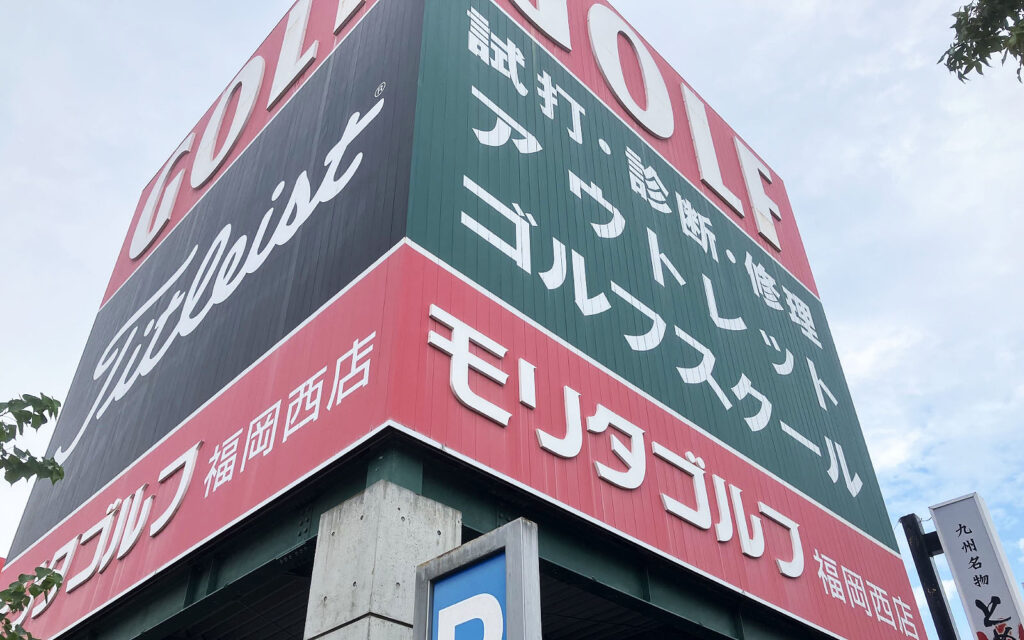 GOLF
Titleist®
タゴルフ 福岡西店
GOLF
試打・診断・修理
アウトレット
ゴルフスクール
モリタゴルフ 福岡西店
P
九州名物
と